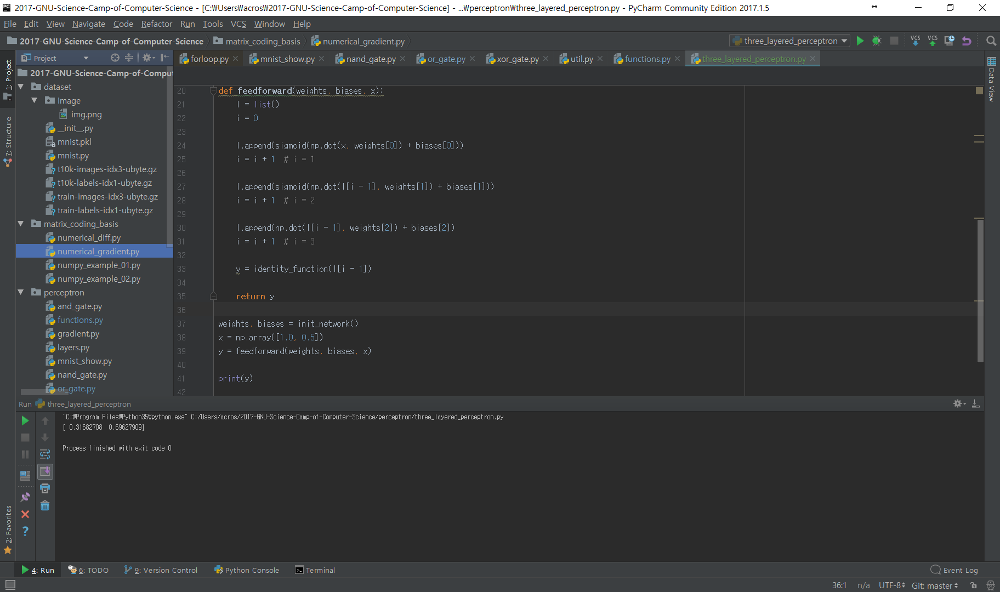 2017-GNU-Science-Camp-of-Computer-Science - [C:₩Users₩acros₩2017-GNU-Science-Camp-of-Computer-Science] - ...₩perceptron₩three_layered_perceptron.py - PyCharm Community Edition 2017.1.5
File Edit View Navigate Code Refactor Run Tools VCS Window Help
2017-GNU-Science-Camp-of-Computer-Science matrix_coding_basis numerical_gradient.py three_layered_perceptron VCS VCS
Project
forloop.py mnist_show.py nand_gate.py or_gate.py xor_gate.py util.py functions.py three_layered_perceptron.py
1: Project
7: Structure
2: Favorites
Data View
2017-GNU-Science-Camp-of-Comput
dataset
image
img.png
__init__.py
mnist.pkl
mnist.py
t10k-images-idx3-ubyte.gz
t10k-labels-idx1-ubyte.gz
train-images-idx3-ubyte.gz
train-labels-idx1-ubyte.gz
matrix_coding_basis
numerical_diff.py
numerical_gradient.py
numpy_example_01.py
numpy_example_02.py
perceptron
and_gate.py
functions.py
gradient.py
layers.py
mnist_show.py
nand_gate.py
or_gate.py
20 def feedforward(weights, biases, x):
21 l = list()
22 i = 0
23
24 l.append(sigmoid(np.dot(x, weights[0]) + biases[0]))
25 i = i + 1  # i = 1
26
27 l.append(sigmoid(np.dot(l[i - 1], weights[1]) + biases[1]))
28 i = i + 1  # i = 2
29
30 l.append(np.dot(l[i - 1], weights[2]) + biases[2])
31 i = i + 1  # i = 3
32
33 y = identity_function(l[i - 1])
34
35 return y
36
37 weights, biases = init_network()
38 x = np.array([1.0, 0.5])
39 y = feedforward(weights, biases, x)
40
41 print(y)
42
Run three_layered_perceptron
"C:₩Program Files₩Python35₩python.exe" C:/Users/acros/2017-GNU-Science-Camp-of-Computer-Science/perceptron/three_layered_perceptron.py
[ 0.31682708  0.69627909]
Process finished with exit code 0
4: Run 6: TODO 9: Version Control Python Console Terminal Event Log
36:1 n/a UTF-8 Git: master